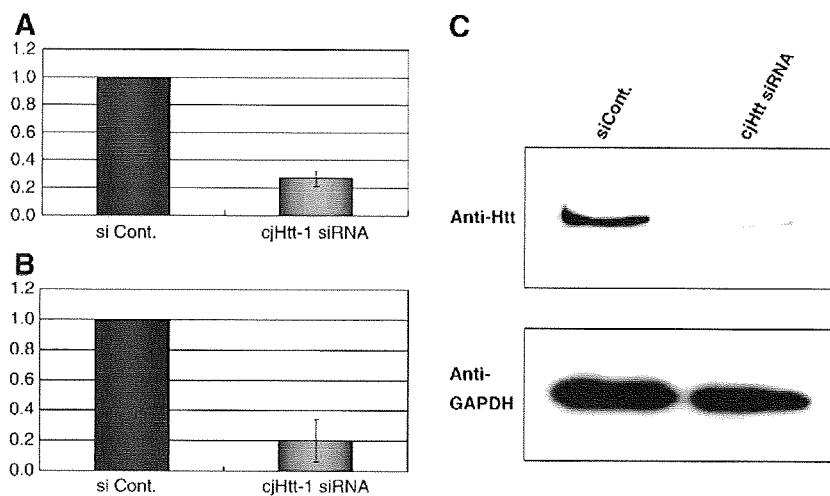 A
1.2
1.0
0.8
0.6
0.4
0.2
0.0
si Cont.
cjHtt-1 siRNA
B
1.2
1.0
0.8
0.6
0.4
0.2
0.0
si Cont.
cjHtt-1 siRNA
C
siCont.
cjHtt siRNA
Anti-Htt
Anti-
GAPDH